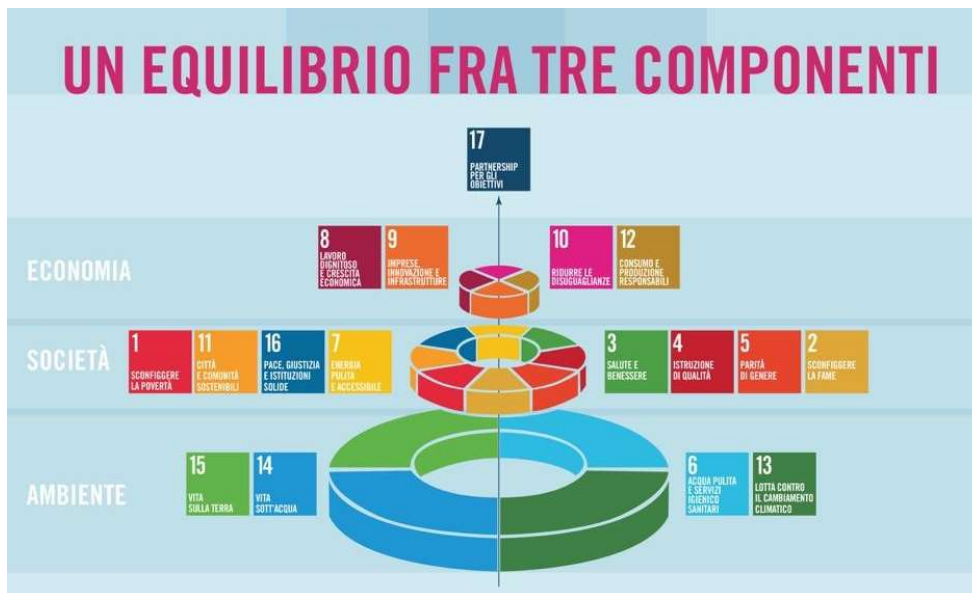 UN EQUILIBRIO FRA TRE COMPONENTI
17
PARTNERSHIP
PER GLI
OBIETTIVI
ECONOMIA
8
LAVORO
DIGNITOSO
E CRESCITA
ECONOMICA
9
IMPRESE,
INNOVAZIONE E
INFRASTRUTTURE
10
RIDURRE LE
DISUGUAGLIANZE
12
CONSUMO E
PRODUZIONE
RESPONSABILI
SOCIETÀ
1
SCONFIGGERE
LA POVERTÀ
11
CITTÀ
E COMUNITÀ
SOSTENIBILI
16
PACE, GIUSTIZIA
E ISTITUZIONI
SOLIDE
7
ENERGIA
PULITA
E ACCESSIBILE
3
SALUTE E
BENESSERE
4
ISTRUZIONE
DI QUALITÀ
5
PARITÀ
DI GENERE
2
SCONFIGGERE
LA FAME
AMBIENTE
15
VITA
SULLA TERRA
14
VITA
SOTT'ACQUA
6
ACQUA PULITA
E SERVIZI
IGIENICO
SANITARI
13
LOTTA CONTRO
IL CAMBIAMENTO
CLIMATICO